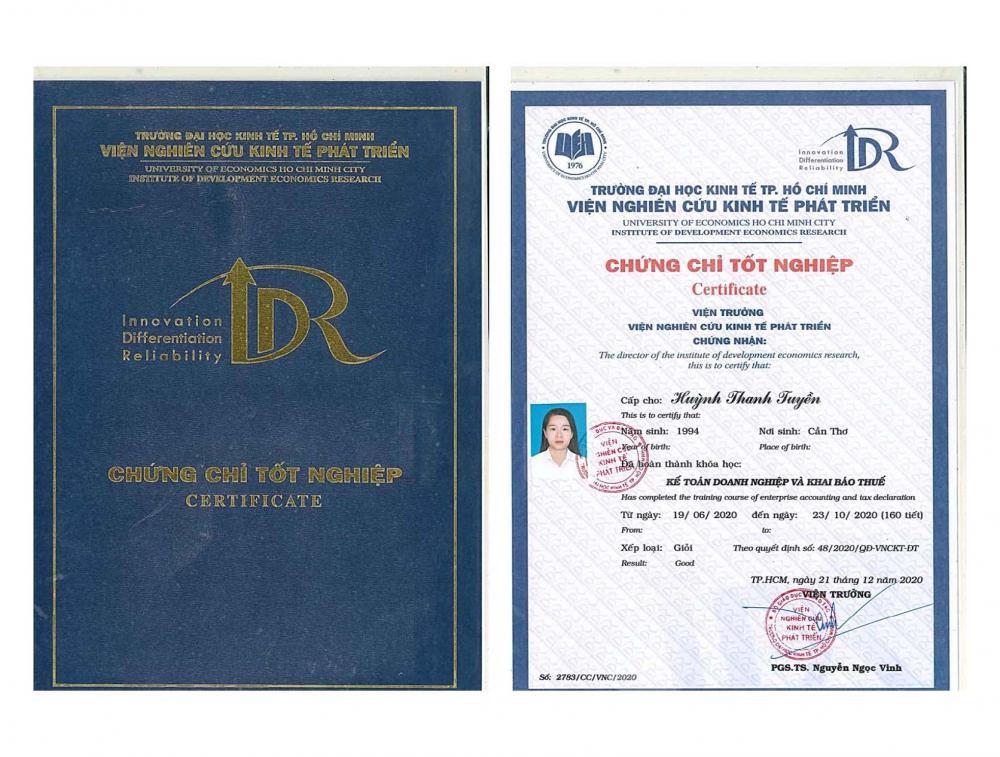 TRƯỜNG ĐẠI HỌC KINH TẾ TP. HỒ CHÍ MINH
VIỆN NGHIÊN CỨU KINH TẾ PHÁT TRIỂN
UNIVERSITY OF ECONOMICS HO CHI MINH CITY
INSTITUTE OF DEVELOPMENT ECONOMICS RESEARCH
Innovation
Differentiation
Reliability
IDR
CHỨNG CHỈ TỐT NGHIỆP
CERTIFICATE
1976
Innovation
Differentiation
Reliability
IDR
TRƯỜNG ĐẠI HỌC KINH TẾ TP. HỒ CHÍ MINH
VIỆN NGHIÊN CỨU KINH TẾ PHÁT TRIỂN
UNIVERSITY OF ECONOMICS HO CHI MINH CITY
INSTITUTE OF DEVELOPMENT ECONOMICS RESEARCH
CHỨNG CHỈ TỐT NGHIỆP
Certificate
VIỆN TRƯỞNG
VIỆN NGHIÊN CỨU KINH TẾ PHÁT TRIỂN
CHỨNG NHẬN:
The director of the institute of development economics research,
this is to certify that:
Cấp cho: Huỳnh Thanh Tuyền
This is to certify that:
Năm sinh: 1994 Nơi sinh: Cần Thơ
Year of birth: Place of birth:
Đã hoàn thành khóa học:
KẾ TOÁN DOANH NGHIỆP VÀ KHAI BÁO THUẾ
Has completed the training course of enterprise accounting and tax declaration
Từ ngày: 19/ 06/ 2020 đến ngày: 23/ 10/ 2020 (160 tiết)
From: to:
Xếp loại: Giỏi Theo quyết định số: 48/2020/QĐ-VNCKT-ĐT
Result: Good
TP.HCM, ngày 21 tháng 12 năm 2020
VIỆN TRƯỞNG
VIỆN
NGHIÊN CỨU
KINH TẾ
PHÁT TRIỂN
PGS.TS. Nguyễn Ngọc Vinh
Số: 2783/CC/VNC/2020